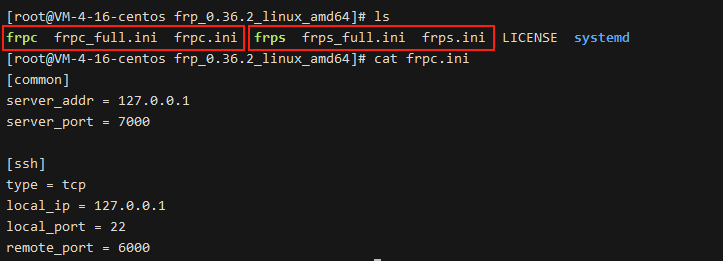 [root@VM-4-16-centos frp_0.36.2_linux_amd64]# ls
frpc  frpc_full.ini  frpc.ini  frps  frps_full.ini  frps.ini  LICENSE  systemd
[root@VM-4-16-centos frp_0.36.2_linux_amd64]# cat frpc.ini
[common]
server_addr = 127.0.0.1
server_port = 7000

[ssh]
type = tcp
local_ip = 127.0.0.1
local_port = 22
remote_port = 6000